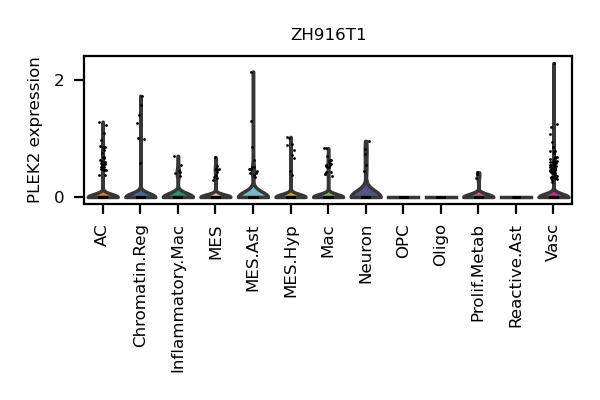 ZH916T1
PLEK2 expression
2
0
AC
Chromatin.Reg
Inflammatory.Mac
MES
MES.Ast
MES.Hyp
Mac
Neuron
OPC
Oligo
Prolif.Metab
Reactive.Ast
Vasc